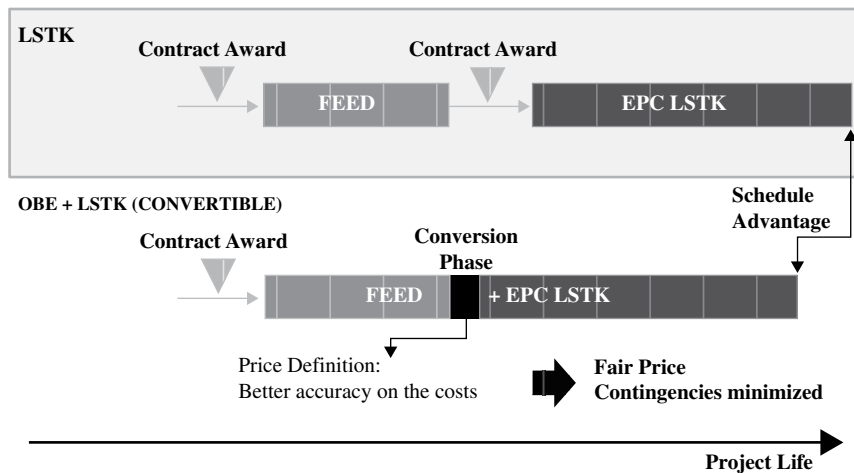 LSTK
Contract Award
Contract Award
FEED
EPC LSTK
OBE + LSTK (CONVERTIBLE)
Schedule
Advantage
Contract Award
Conversion
Phase
FEED
+ EPC LSTK
Price Definition:
Better accuracy on the costs
Fair Price
Contingencies minimized
Project Life